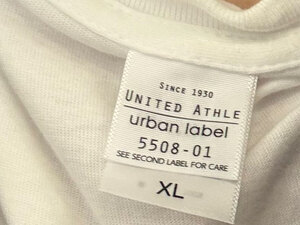 SINCE 1930
UNITED ATHLE
urban label
5508-01
SEE SECOND LABEL FOR CARE
XL